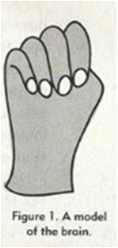 Figure 1. A model
of the brain.